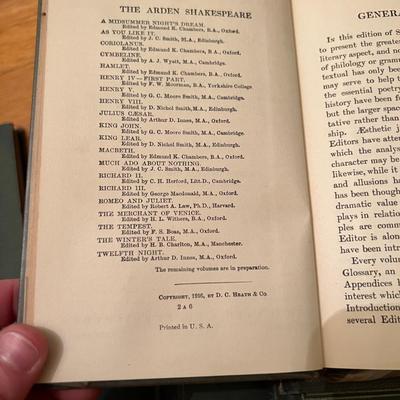 THE ARDEN SHAKESPEARE
A MIDSUMMER NIGHT'S DREAM.
Edited by Edmund K. Chambers, B.A., Oxford.
AS YOU LIKE IT.
Edited by J. C. Smith, M.A., Edinburgh.
CORIOLANUS.
Edited by Edmund K. Chambers, B.A., Oxford.
CYMBELINE.
Edited by A. J. Wyatt, M.A., Cambridge.
HAMLET.
Edited by Edmund K. Chambers, B.A., Oxford.
HENRY IV—FIRST PART.
Edited by F. W. Moorman, B.A., Yorkshire College
HENRY V.
Edited by G. C. Moore Smith, M.A., Cambridge.
HENRY VIII.
Edited by D. Nichol Smith, M.A., Edinburgh.
JULIUS CÆSAR.
Edited by Arthur D. Innes, M.A., Oxford.
KING JOHN.
Edited by G. C. Moore Smith, M.A., Cambridge.
KING LEAR.
Edited by D. Nichol Smith, M.A., Edinburgh.
MACBETH.
Edited by Edmund K. Chambers, B.A., Oxford.
MUCH ADO ABOUT NOTHING.
Edited by J. C. Smith, M.A., Edinburgh.
RICHARD II.
Edited by C. H. Herford, Litt.D., Cambridge.
RICHARD III.
Edited by George Macdonald, M.A., Oxford.
ROMEO AND JULIET.
Edited by Robert A. Law, Ph.D., Harvard.
THE MERCHANT OF VENICE.
Edited by H. L. Withers, B.A., Oxford.
THE TEMPEST.
Edited by F. S. Boas, M.A., Oxford.
THE WINTER'S TALE.
Edited by H. B. Charlton, M.A., Manchester.
TWELFTH NIGHT.
Edited by Arthur D. Innes, M.A., Oxford.
The remaining volumes are in preparation.
COPYRIGHT, 1916, BY D. C. HEATH & CO
2 A 6
Printed in U. S. A.
GENERA
IN this edition of S
to present the greate
literary aspect, and no
of philology or gramm
textual has only bee
may serve to help t
the essential poetry
history have been ful
but the larger space
tative rather than
ship. Æsthetic j
Editors have attem
which the analys
character may be
likewise, while it
and allusions ha
has been though
dramatic value
plays in relatio
ples are comm
Editor is alon
Every volu
Glossary, an
Appendices
interest which
Introduction
several Edit